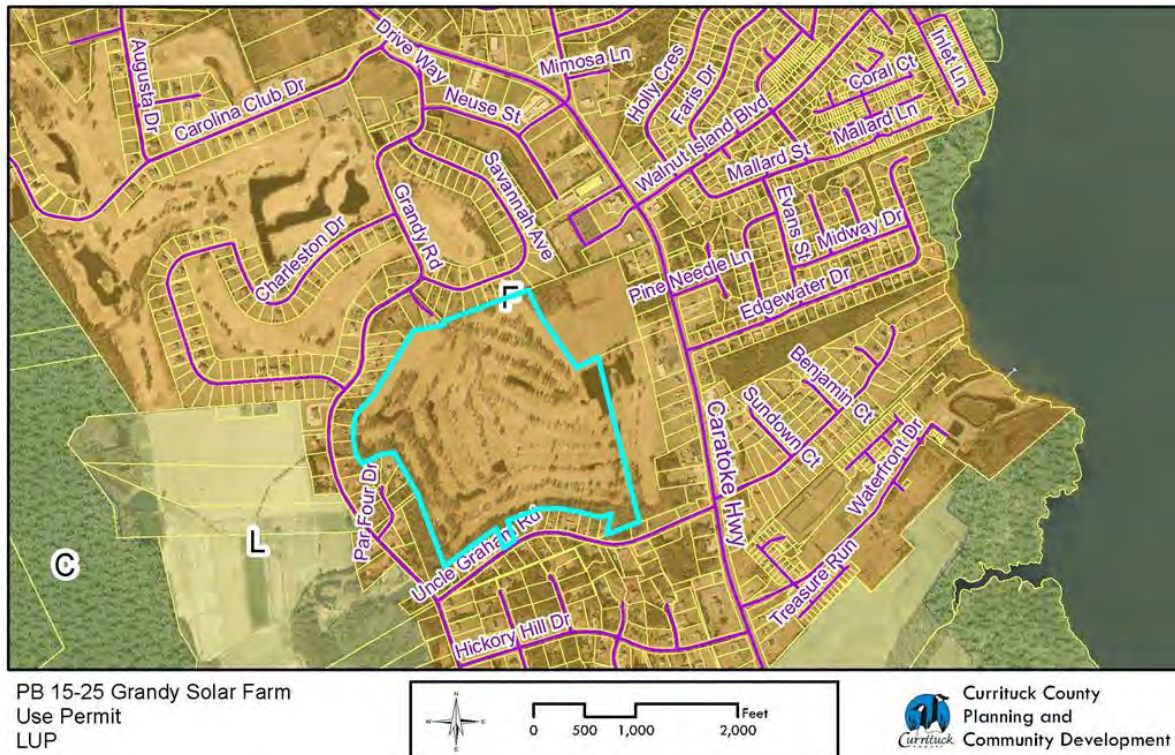 Augusta Dr
Carolina Club Dr
Drive Way
Neuse St
Mimosa Ln
Holly Cres
Faris Dr
Walnut Island Blvd
Coral Ct
Inlet Ln
Mallard Ln
Mallard St
Evans St
Midway Dr
Savannah Ave
Grandy Rd
Charleston Dr
Pine Needle Ln
Edgewater Dr
F
Benjamin Ct
Sundown Ct
Caratoke Hwy
Waterfront Dr
Par Four Dr
L
C
Uncle Graham Rd
Treasure Run
Hickory Hill Dr
PB 15-25 Grandy Solar Farm
Use Permit
LUP
N
W
E
S
Feet
0 500 1,000 2,000
Currituck
Currituck County
Planning and
Community Development